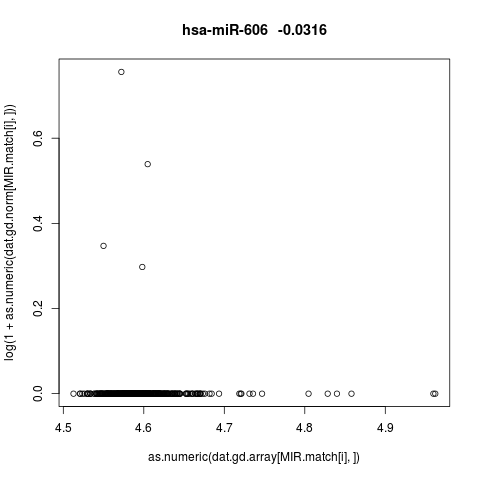 hsa-miR-606 -0.0316
log(1 + as.numeric(dat.gd.norm[MIR.match[i], ]))
0.6
0.4
0.2
0.0
4.5 4.6 4.7 4.8 4.9
as.numeric(dat.gd.array[MIR.match[i], ])